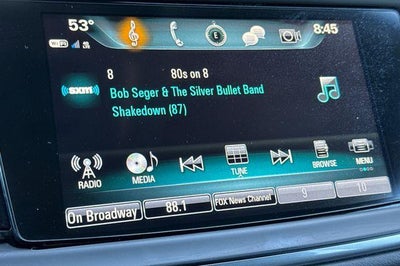 53°
8:45
WiFi
E
8 80s on 8
sxm
Bob Seger & The Silver Bullet Band
Shakedown (87)
RADIO
MEDIA
TUNE
BROWSE
MENU
On Broadway
88.1
FOX News Channel
9
10